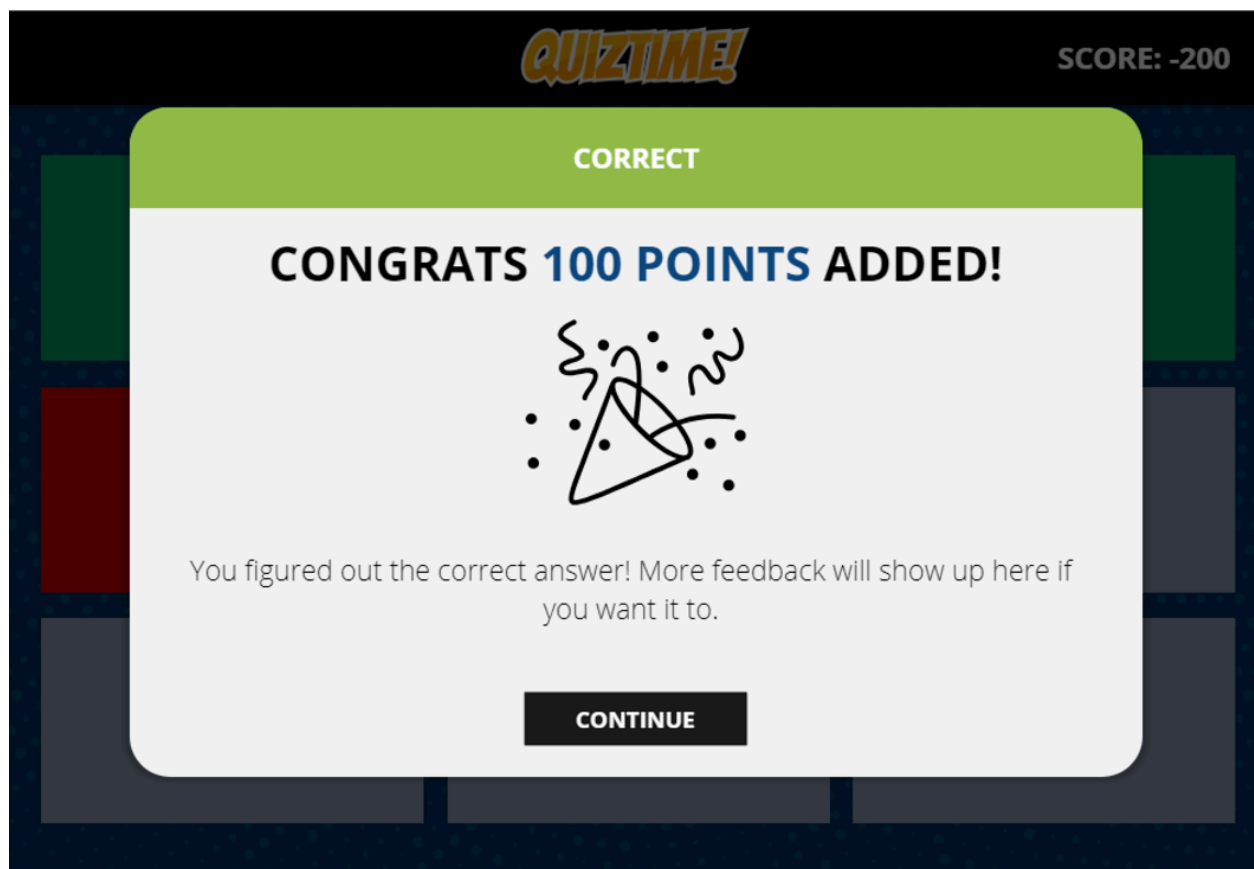 QUIZTIME!
SCORE: -200
CORRECT
CONGRATS 100 POINTS ADDED!
You figured out the correct answer! More feedback will show up here if
you want it to.
CONTINUE